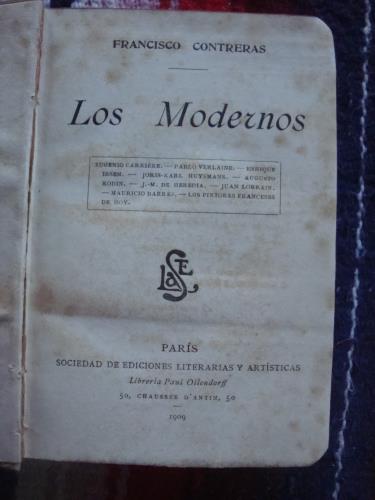 FRANCISCO CONTRERAS
Los Modernos
EUGENIO CARRIÈRE. — PABLO VERLAINE. — ENRIQUE
IBSEN. — JORIS-KARL HUYSMANS. — AUGUSTO
RODIN. — J.-M. DE HEREDIA. — JUAN LORRAIN.
— MAURICIO BARRES. — LOS PINTORES FRANCESES
DE HOY.
PARÍS
SOCIEDAD DE EDICIONES LITERARIAS Y ARTÍSTICAS
Librería Paul Ollendorff
50, CHAUSSÉE D'ANTIN, 50
1909